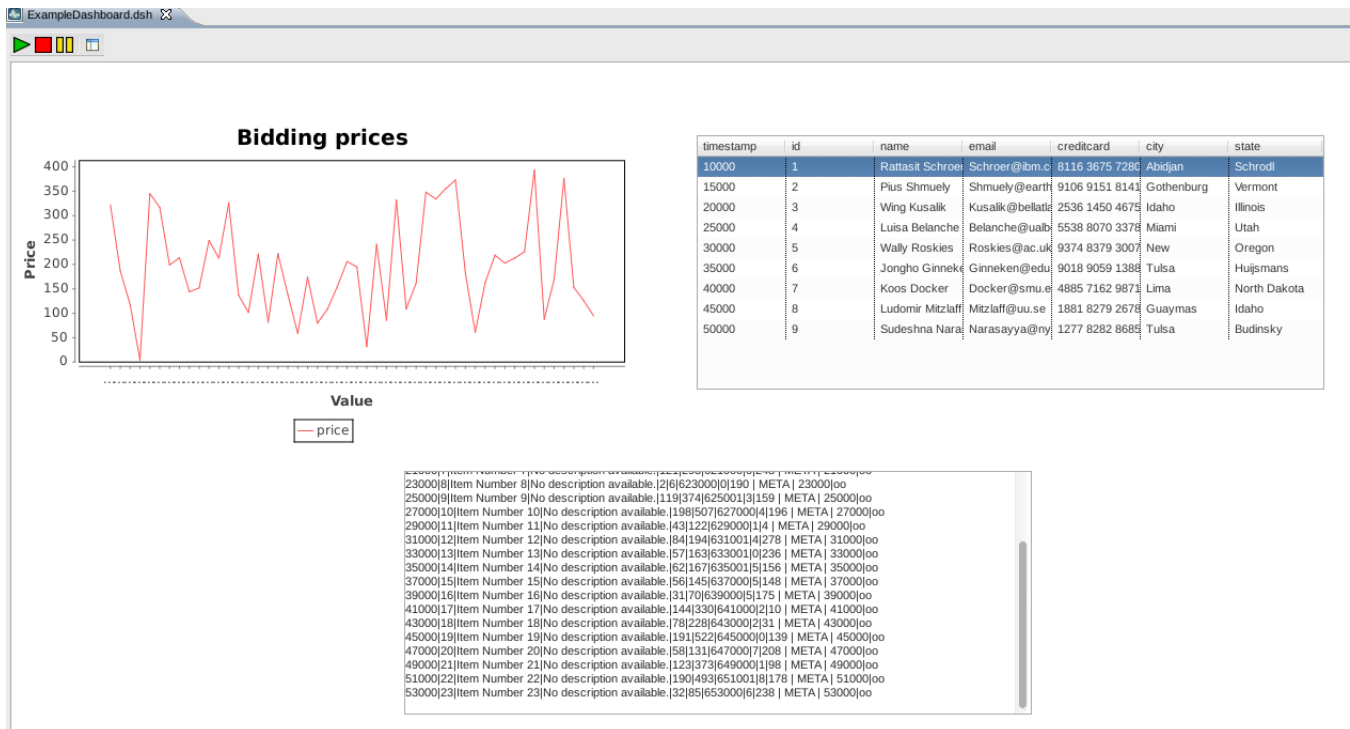 ExampleDashboard.dsh
Bidding prices
400
350
300
250
200
150
100
50
0
Price
Value
price
timestamp id name email creditcard city state
10000 1 Rattasit Schroer Schroer@ibm.c 8116 3675 7280 Abidjan Schrodl
15000 2 Pius Shmuely Shmuely@earth 9106 9151 8141 Gothenburg Vermont
20000 3 Wing Kusalik Kusalik@bellatla 2536 1450 4675 Idaho Illinois
25000 4 Luisa Belanche Belanche@ualb 5538 8070 3378 Miami Utah
30000 5 Wally Roskies Roskies@ac.uk 9374 8379 3007 New Oregon
35000 6 Jongho Ginneke Ginneken@edu 9018 9059 1388 Tulsa Huijsmans
40000 7 Koos Docker Docker@smu.e 4885 7162 9871 Lima North Dakota
45000 8 Ludomir Mitzlaff Mitzlaff@uu.se 1881 8279 2678 Guaymas Idaho
50000 9 Sudeshna Nara Narasayya@ny 1277 8282 8685 Tulsa Budinsky
23000|8|Item Number 8|No description available.|2|6|623000|0|190 | META | 23000|oo
25000|9|Item Number 9|No description available.|119|374|625001|3|159 | META | 25000|oo
27000|10|Item Number 10|No description available.|198|507|627000|4|196 | META | 27000|oo
29000|11|Item Number 11|No description available.|43|122|629000|1|4 | META | 29000|oo
31000|12|Item Number 12|No description available.|84|194|631001|4|278 | META | 31000|oo
33000|13|Item Number 13|No description available.|57|163|633001|0|236 | META | 33000|oo
35000|14|Item Number 14|No description available.|62|167|635001|5|156 | META | 35000|oo
37000|15|Item Number 15|No description available.|56|145|637000|5|148 | META | 37000|oo
39000|16|Item Number 16|No description available.|31|70|639000|5|175 | META | 39000|oo
41000|17|Item Number 17|No description available.|144|330|641000|2|10 | META | 41000|oo
43000|18|Item Number 18|No description available.|78|228|643000|2|31 | META | 43000|oo
45000|19|Item Number 19|No description available.|191|522|645000|0|139 | META | 45000|oo
47000|20|Item Number 20|No description available.|58|131|647000|7|208 | META | 47000|oo
49000|21|Item Number 21|No description available.|123|373|649000|1|98 | META | 49000|oo
51000|22|Item Number 22|No description available.|190|493|651001|8|178 | META | 51000|oo
53000|23|Item Number 23|No description available.|32|85|653000|6|238 | META | 53000|oo